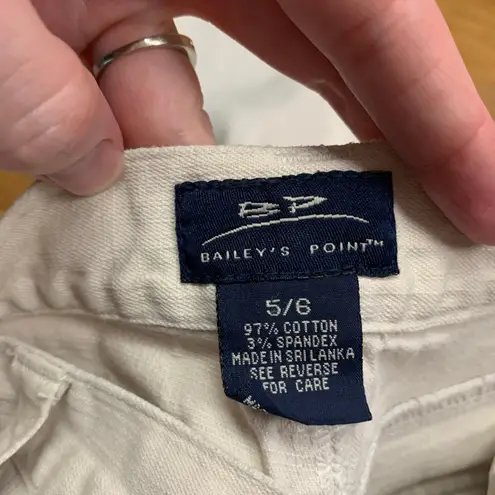 BP
BAILEY'S POINT™
5/6
97% COTTON
3% SPANDEX
MADE IN SRI LANKA
SEE REVERSE
FOR CARE